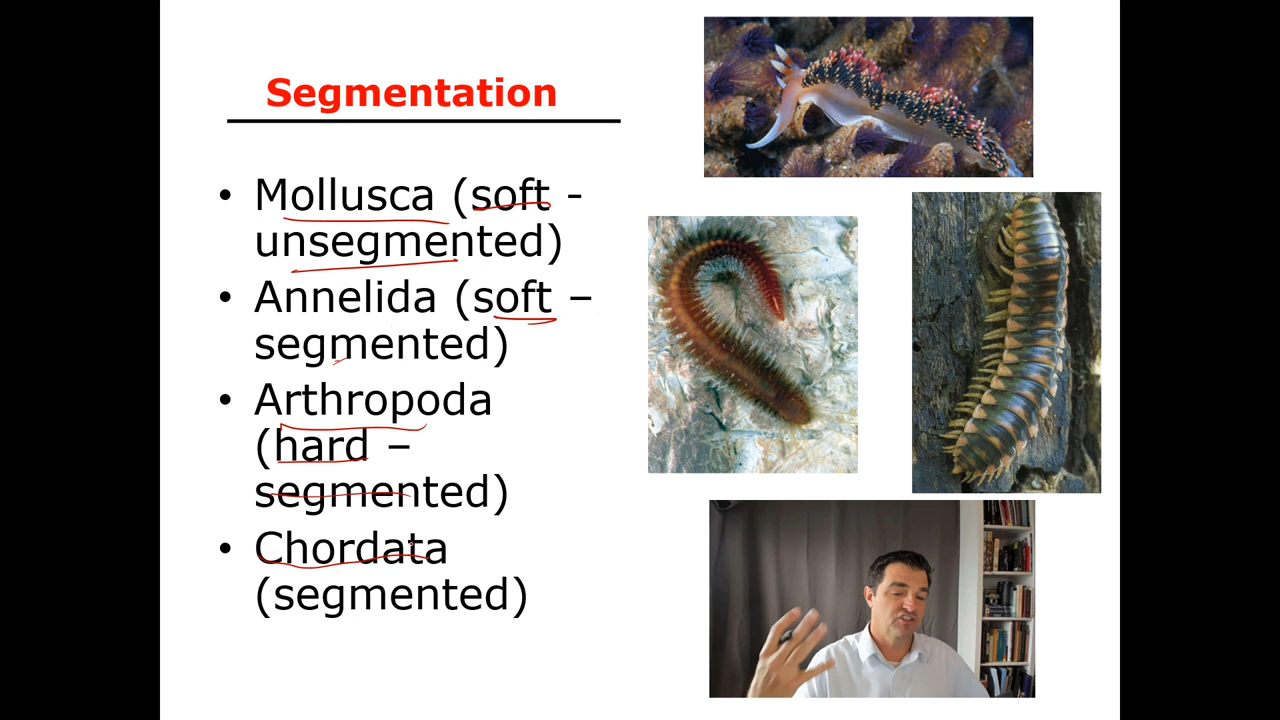 Segmentation
• Mollusca (soft -
unsegmented)
• Annelida (soft –
segmented)
• Arthropoda
(hard –
segmented)
• Chordata
(segmented)